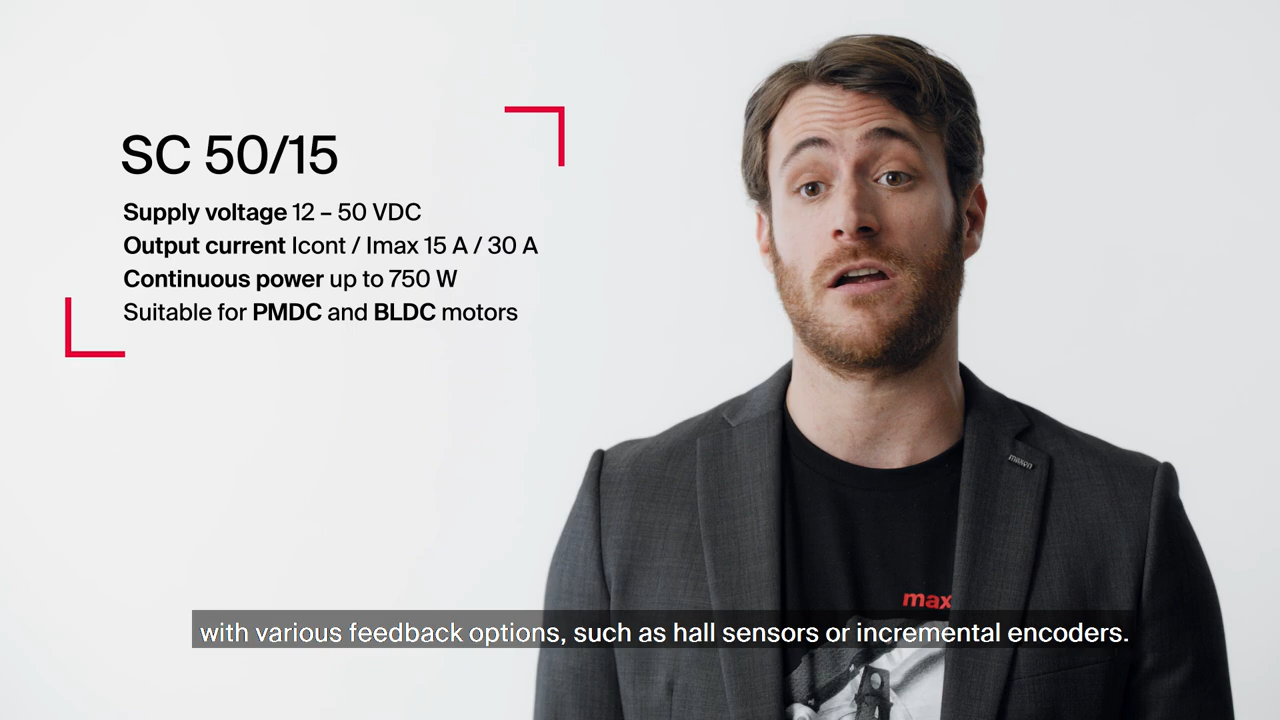 SC 50/15
Supply voltage 12 – 50 VDC
Output current Icont / Imax 15 A / 30 A
Continuous power up to 750 W
Suitable for PMDC and BLDC motors
maxon
max
with various feedback options, such as hall sensors or incremental encoders.